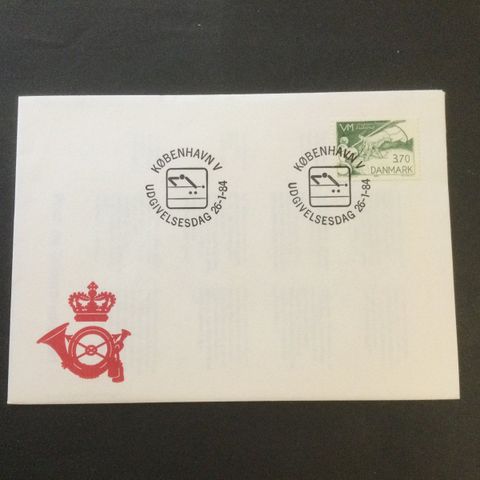 KØBENHAVN V
UDGIVELSESDAG 26-1-84
KØBENHAVN V
UDGIVELSESDAG 26-1-84
VM
3.70
DANMARK